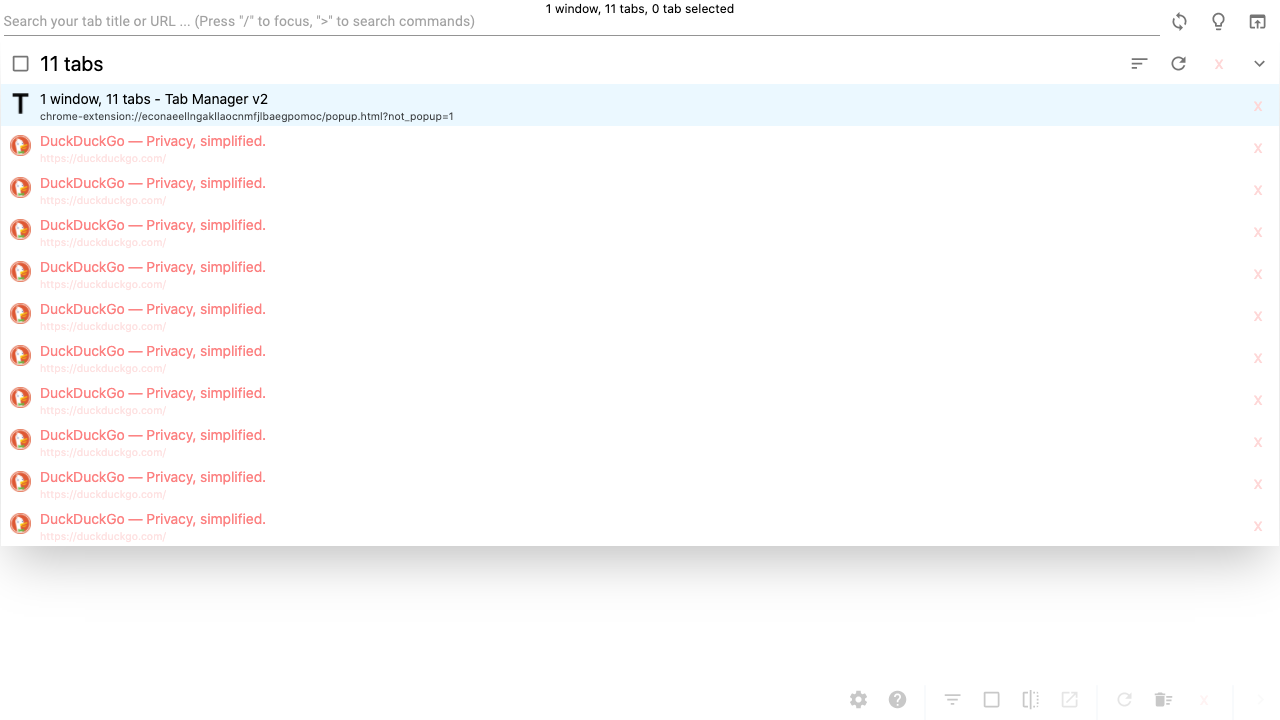 1 window, 11 tabs, 0 tab selected
Search your tab title or URL ... (Press "/" to focus, ">" to search commands)
11 tabs
x
T
1 window, 11 tabs - Tab Manager v2
chrome-extension://econaeellngakllaocnmfjlbaegpomoc/popup.html?not_popup=1
x
DuckDuckGo — Privacy, simplified.
https://duckduckgo.com/
x
DuckDuckGo — Privacy, simplified.
https://duckduckgo.com/
x
DuckDuckGo — Privacy, simplified.
https://duckduckgo.com/
x
DuckDuckGo — Privacy, simplified.
https://duckduckgo.com/
x
DuckDuckGo — Privacy, simplified.
https://duckduckgo.com/
x
DuckDuckGo — Privacy, simplified.
https://duckduckgo.com/
x
DuckDuckGo — Privacy, simplified.
https://duckduckgo.com/
x
DuckDuckGo — Privacy, simplified.
https://duckduckgo.com/
x
DuckDuckGo — Privacy, simplified.
https://duckduckgo.com/
x
DuckDuckGo — Privacy, simplified.
https://duckduckgo.com/
x
x